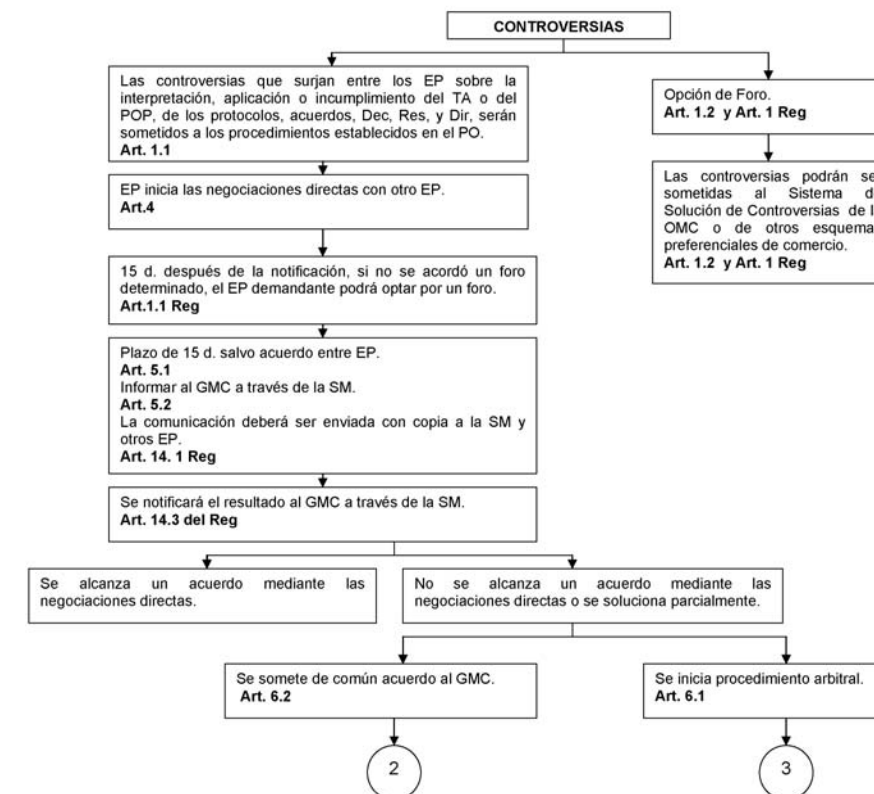 CONTROVERSIAS
Las controversias que surjan entre los EP sobre la
interpretación, aplicación o incumplimiento del TA o del
POP, de los protocolos, acuerdos, Dec, Res, y Dir, serán
sometidos a los procedimientos establecidos en el PO.
Art. 1.1
EP inicia las negociaciones directas con otro EP.
Art.4
15 d. después de la notificación, si no se acordó un foro
determinado, el EP demandante podrá optar por un foro.
Art.1.1 Reg
Plazo de 15 d. salvo acuerdo entre EP.
Art. 5.1
Informar al GMC a través de la SM.
Art. 5.2
La comunicación deberá ser enviada con copia a la SM y
otros EP.
Art. 14. 1 Reg
Se notificará el resultado al GMC a través de la SM.
Art. 14.3 del Reg
Se alcanza un acuerdo mediante las
negociaciones directas.
No se alcanza un acuerdo mediante las
negociaciones directas o se soluciona parcialmente.
Se somete de común acuerdo al GMC.
Art. 6.2
Se inicia procedimiento arbitral.
Art. 6.1
2
3
Opción de Foro.
Art. 1.2 y Art. 1 Reg
Las controversias podrán se
sometidas al Sistema d
Solución de Controversias de l
OMC o de otros esquema
preferenciales de comercio.
Art. 1.2 y Art. 1 Reg